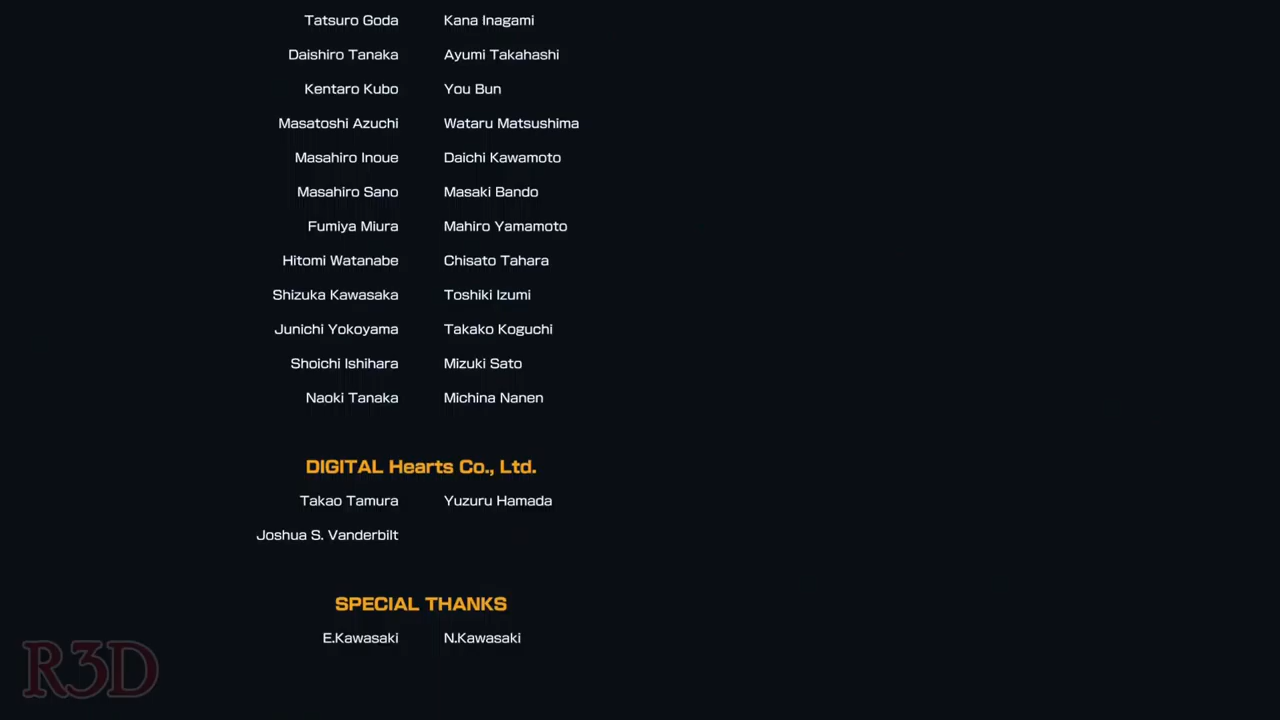 Tatsuro Goda Kana Inagami
Daishiro Tanaka Ayumi Takahashi
Kentaro Kubo You Bun
Masatoshi Azuchi Wataru Matsushima
Masahiro Inoue Daichi Kawamoto
Masahiro Sano Masaki Bando
Fumiya Miura Mahiro Yamamoto
Hitomi Watanabe Chisato Tahara
Shizuka Kawasaka Toshiki Izumi
Junichi Yokoyama Takako Koguchi
Shoichi Ishihara Mizuki Sato
Naoki Tanaka Michina Nanen
DIGITAL Hearts Co., Ltd.
Takao Tamura Yuzuru Hamada
Joshua S. Vanderbilt
SPECIAL THANKS
E.Kawasaki N.Kawasaki
R3D